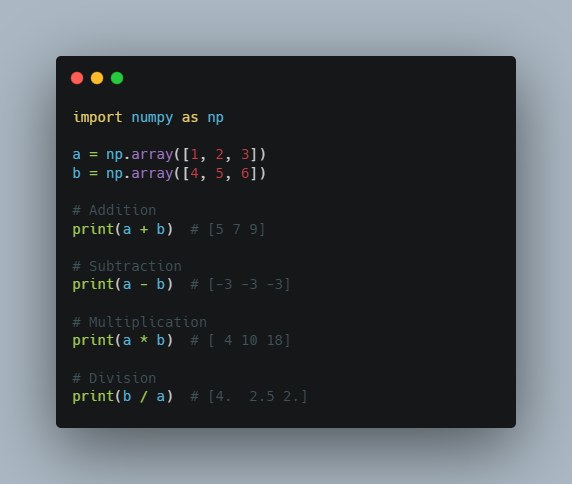 import numpy as np
a = np.array([1, 2, 3])
b = np.array([4, 5, 6])
# Addition
print(a + b)  # [5 7 9]
# Subtraction
print(a - b)  # [-3 -3 -3]
# Multiplication
print(a * b)  # [ 4 10 18]
# Division
print(b / a)  # [4.  2.5 2.]